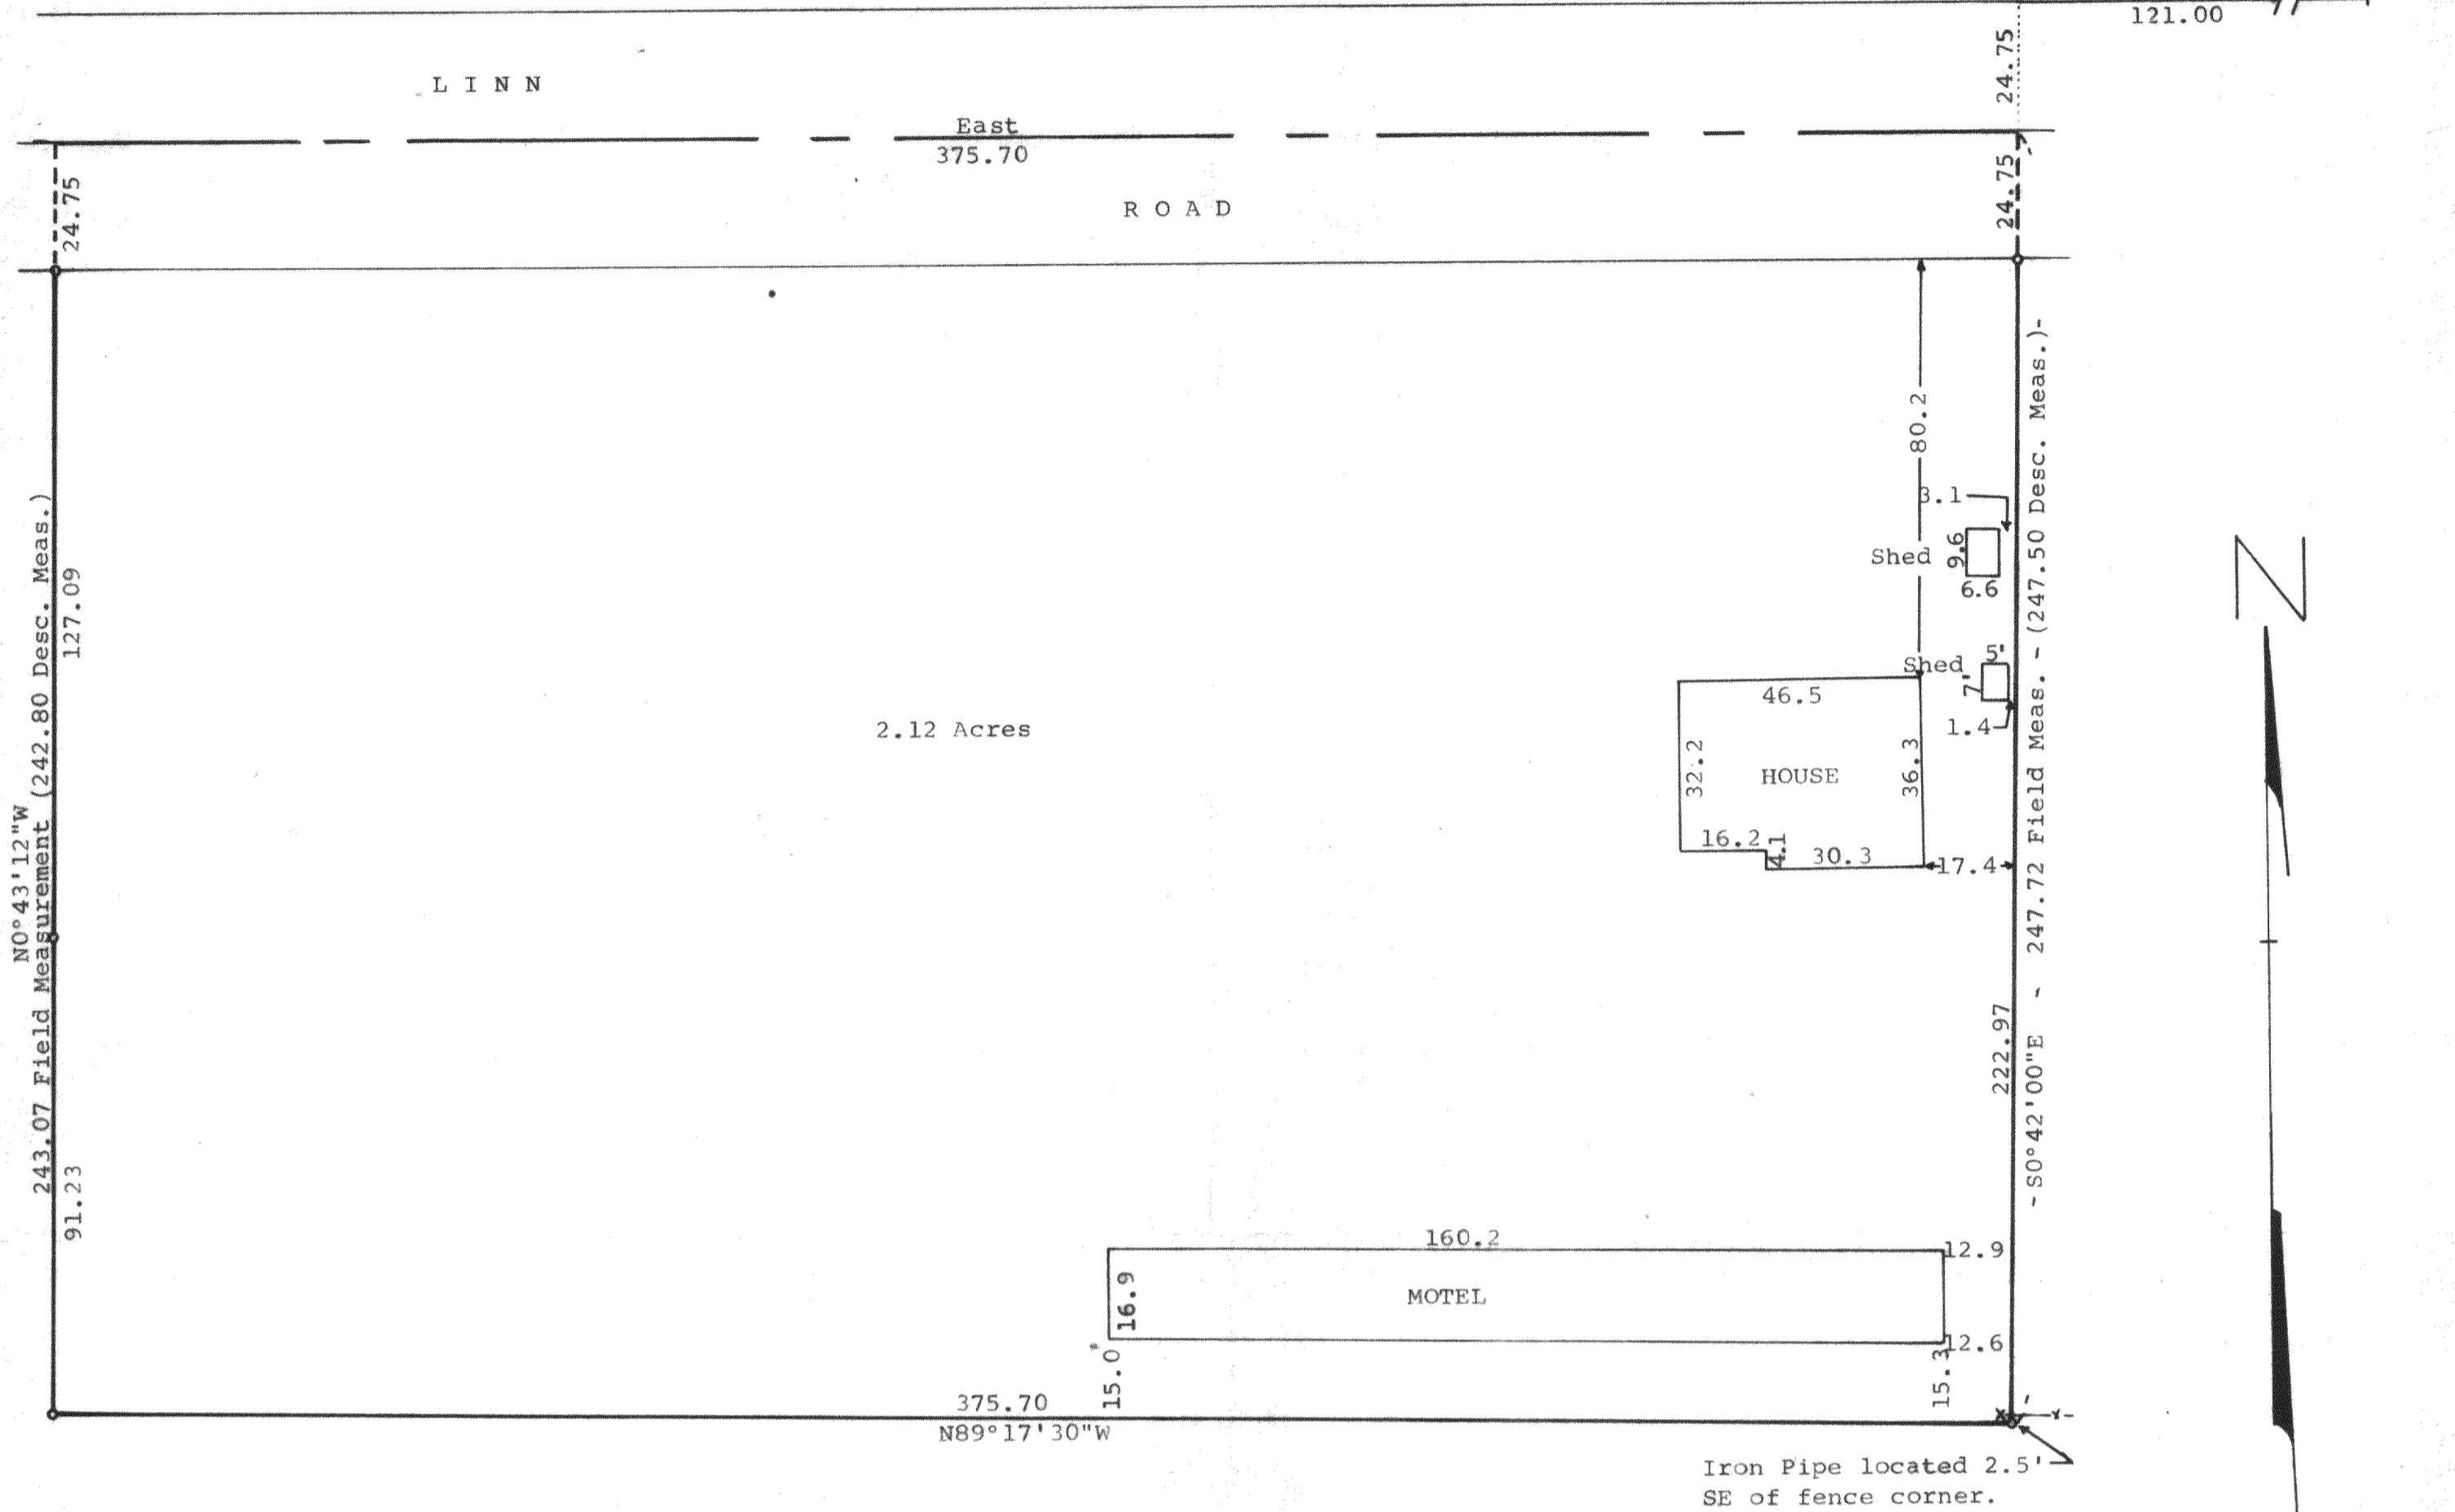 121.00
24.75
L I N N
East
375.70
24.75
24.75
R O A D
80.2
3.1
Shed
9.6
6.6
Shed
5'
7'
1.4
46.5
32.2
HOUSE
36.3
16.2
4.1
30.3
17.4
2.12 Acres
N0°43'12"W
243.07 Field Measurement (242.80 Desc. Meas.)
127.09
91.23
-S0°42'00"E - 247.72 Field Meas. - (247.50 Desc. Meas.)-
222.97
N
160.2
12.9
16.9
MOTEL
12.6
15.0
15.3
375.70
N89°17'30"W
Iron Pipe located 2.5'
SE of fence corner.